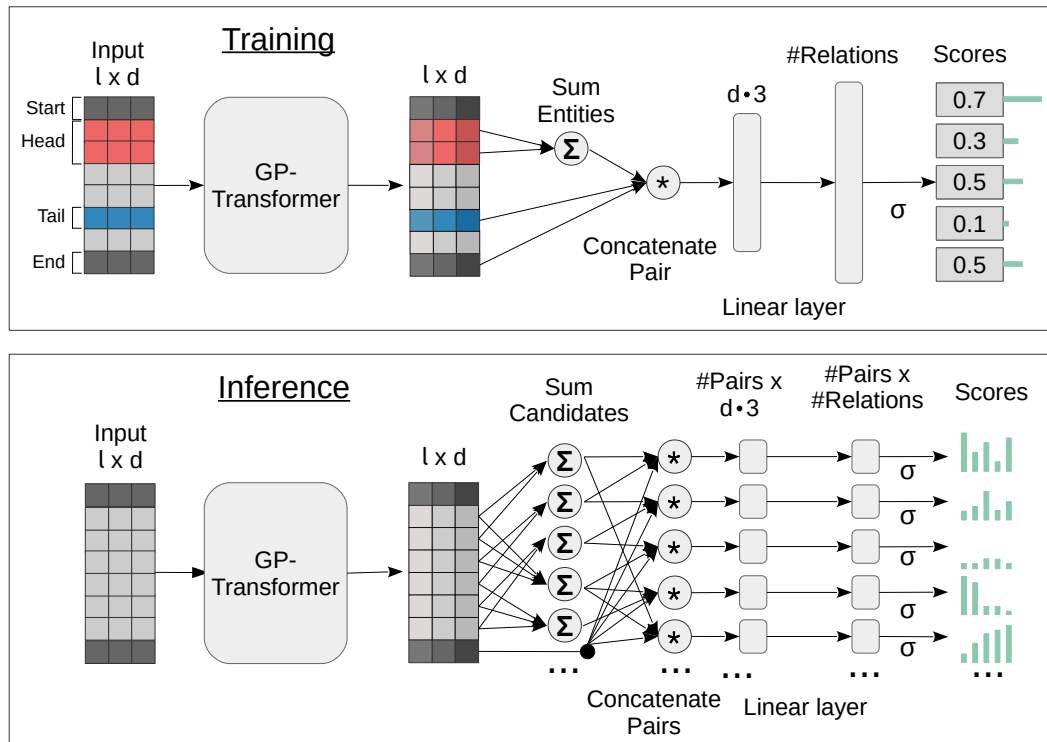 Training
Input
l x d
Start
Head
Tail
End
GP-
Transformer
l x d
Sum
Entities
Σ
*
Concatenate
Pair
d•3
Linear layer
#Relations
σ
Scores
0.7
0.3
0.5
0.1
0.5
Inference
Input
l x d
GP-
Transformer
l x d
Sum
Candidates
Σ
Σ
Σ
Σ
Σ
...
*
*
*
*
*
...
Concatenate
Pairs
#Pairs x
d•3
...
Linear layer
#Pairs x
#Relations
...
σ
σ
σ
σ
σ
Scores
...